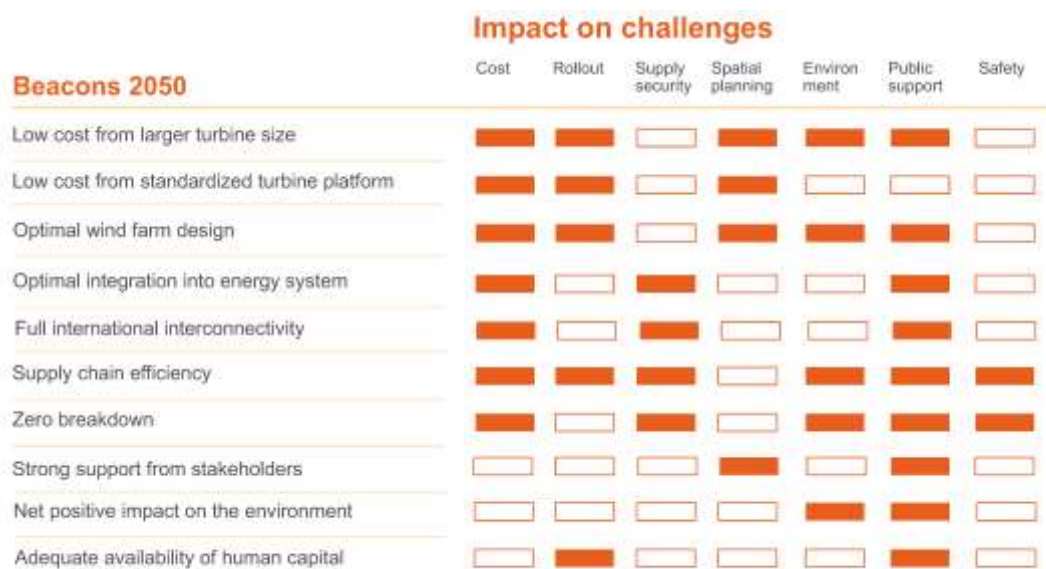 Impact on challenges
Beacons 2050
Cost Rollout Supply security Spatial planning Environ ment Public support Safety
Low cost from larger turbine size
Low cost from standardized turbine platform
Optimal wind farm design
Optimal integration into energy system
Full international interconnectivity
Supply chain efficiency
Zero breakdown
Strong support from stakeholders
Net positive impact on the environment
Adequate availability of human capital